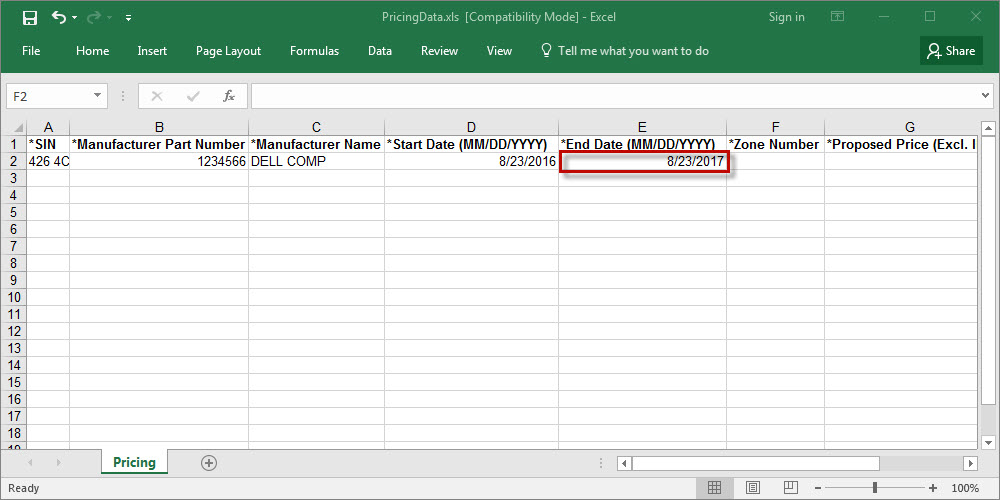 PricingData.xls [Compatibility Mode] - Excel
Sign in
File Home Insert Page Layout Formulas Data Review View Tell me what you want to do Share
F2 fx
A B C D E F G
1 *SIN *Manufacturer Part Number *Manufacturer Name *Start Date (MM/DD/YYYY) *End Date (MM/DD/YYYY) *Zone Number *Proposed Price (Excl. I
2 426 4C 1234566 DELL COMP 8/23/2016 8/23/2017
3
4
5
6
7
8
9
10
11
12
13
14
15
16
17
18
19
Pricing
Ready 100%